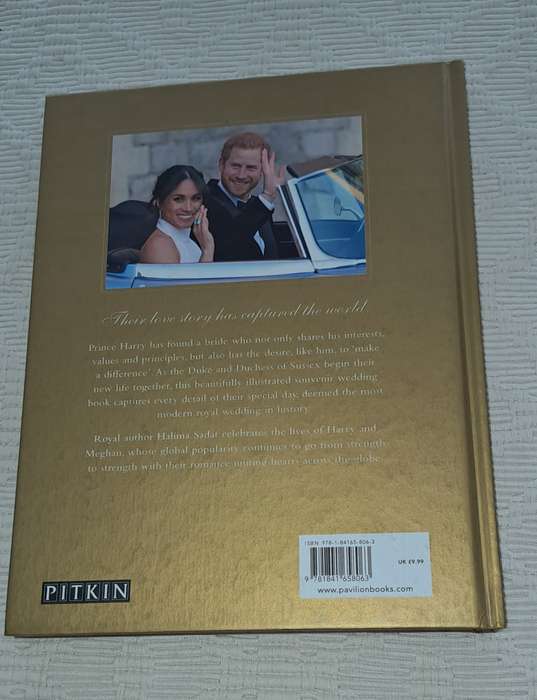 Their love story has captured the world
Prince Harry has found a bride who not only shares his interests,
values and principles, but also has the desire, like him, to 'make
a difference'. As the Duke and Duchess of Sussex begin their
new life together, this beautifully illustrated souvenir wedding
book captures every detail of their special day, deemed the most
modern royal wedding in history.
Royal author Halima Sadat celebrates the lives of Harry and
Meghan, whose global popularity continues to go from strength
to strength with their romance uniting hearts across the globe.
ISBN 978-1-84165-806-3
UK £9.99
9 781841 658063
www.pavilionbooks.com
PITKIN